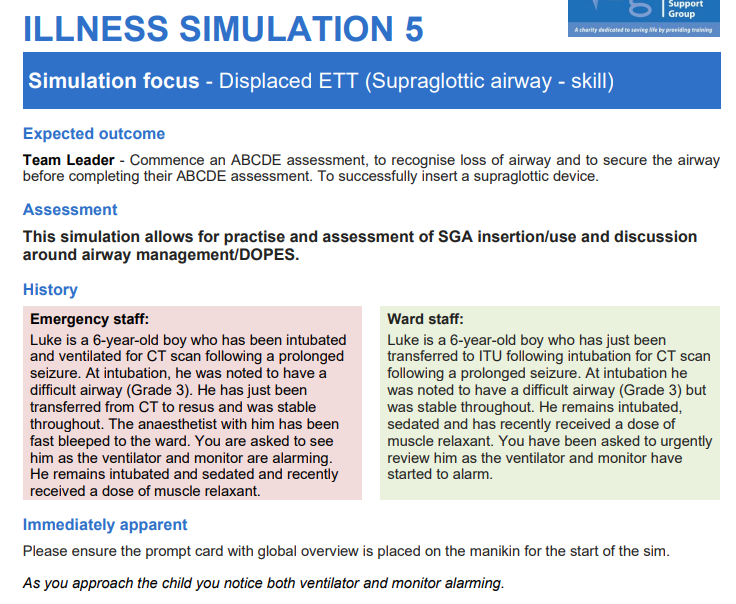 ILLNESS SIMULATION 5
Support
Group
A charity dedicated to saving life by providing training
Simulation focus - Displaced ETT (Supraglottic airway - skill)
Expected outcome
Team Leader - Commence an ABCDE assessment, to recognise loss of airway and to secure the airway
before completing their ABCDE assessment. To successfully insert a supraglottic device.
Assessment
This simulation allows for practise and assessment of SGA insertion/use and discussion
around airway management/DOPES.
History
Emergency staff:
Luke is a 6-year-old boy who has been intubated
and ventilated for CT scan following a prolonged
seizure. At intubation, he was noted to have a
difficult airway (Grade 3). He has just been
transferred from CT to resus and was stable
throughout. The anaesthetist with him has been
fast bleeped to the ward. You are asked to see
him as the ventilator and monitor are alarming.
He remains intubated and sedated and recently
received a dose of muscle relaxant.
Ward staff:
Luke is a 6-year-old boy who has just been
transferred to ITU following intubation for CT scan
following a prolonged seizure. At intubation he
was noted to have a difficult airway (Grade 3) but
was stable throughout. He remains intubated,
sedated and has recently received a dose of
muscle relaxant. You have been asked to urgently
review him as the ventilator and monitor have
started to alarm.
Immediately apparent
Please ensure the prompt card with global overview is placed on the manikin for the start of the sim.
As you approach the child you notice both ventilator and monitor alarming.